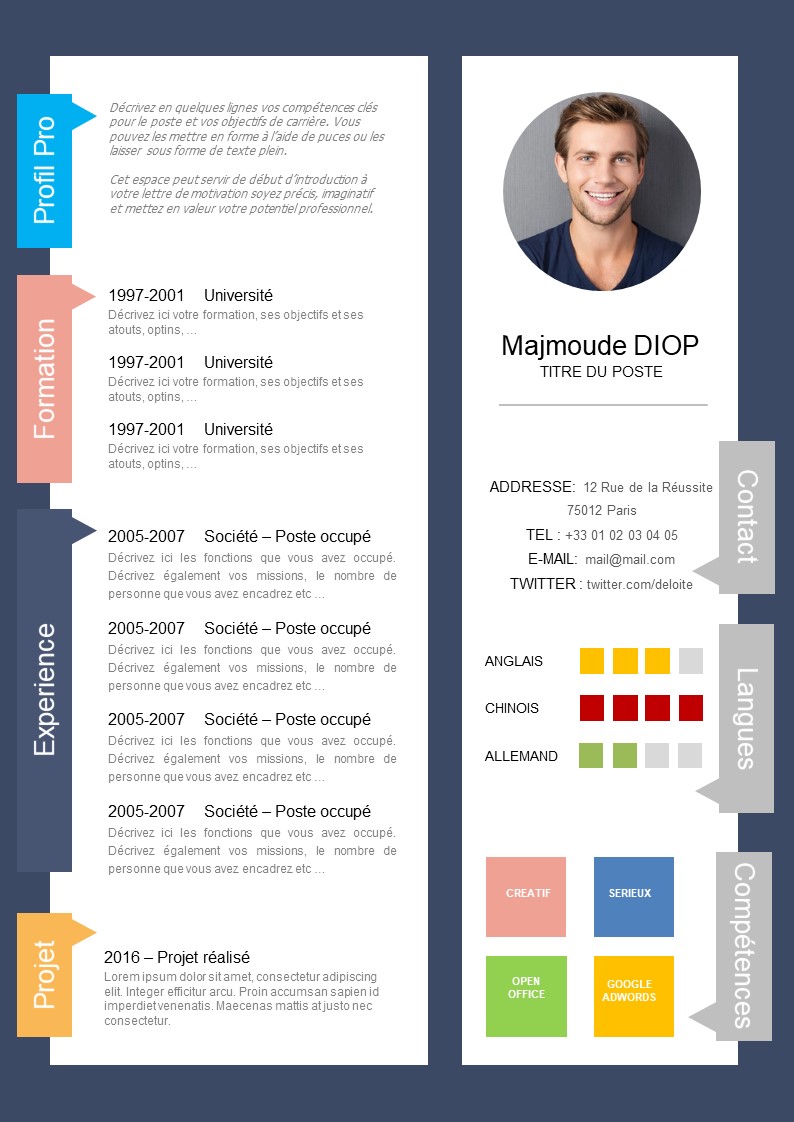 Profil Pro
Décrivez en quelques lignes vos compétences clés
pour le poste et vos objectifs de carrière. Vous
pouvez les mettre en forme à l'aide de puces ou les
laisser sous forme de texte plein.
Cet espace peut servir de début d'introduction à
votre lettre de motivation soyez précis, imaginatif
et mettez en valeur votre potentiel professionnel.
Formation
1997-2001 Université
Décrivez ici votre formation, ses objectifs et ses
atouts, optins, ...
1997-2001 Université
Décrivez ici votre formation, ses objectifs et ses
atouts, optins, ...
1997-2001 Université
Décrivez ici votre formation, ses objectifs et ses
atouts, optins, ...
Experience
2005-2007 Société – Poste occupé
Décrivez ici les fonctions que vous avez occupé.
Décrivez également vos missions, le nombre de
personne que vous avez encadrez etc ...
2005-2007 Société – Poste occupé
Décrivez ici les fonctions que vous avez occupé.
Décrivez également vos missions, le nombre de
personne que vous avez encadrez etc ...
2005-2007 Société – Poste occupé
Décrivez ici les fonctions que vous avez occupé.
Décrivez également vos missions, le nombre de
personne que vous avez encadrez etc ...
2005-2007 Société – Poste occupé
Décrivez ici les fonctions que vous avez occupé.
Décrivez également vos missions, le nombre de
personne que vous avez encadrez etc ...
Projet
2016 – Projet réalisé
Lorem ipsum dolor sit amet, consectetur adipiscing
elit. Integer efficitur arcu. Proin accumsan sapien id
imperdiet venenatis. Maecenas mattis at justo nec
consectetur.
Majmoude DIOP
TITRE DU POSTE
Contact
ADDRESSE: 12 Rue de la Réussite
75012 Paris
TEL : +33 01 02 03 04 05
E-MAIL: mail@mail.com
TWITTER : twitter.com/deloite
Langues
ANGLAIS
CHINOIS
ALLEMAND
Compétences
CREATIF
SERIEUX
OPEN
OFFICE
GOOGLE
ADWORDS